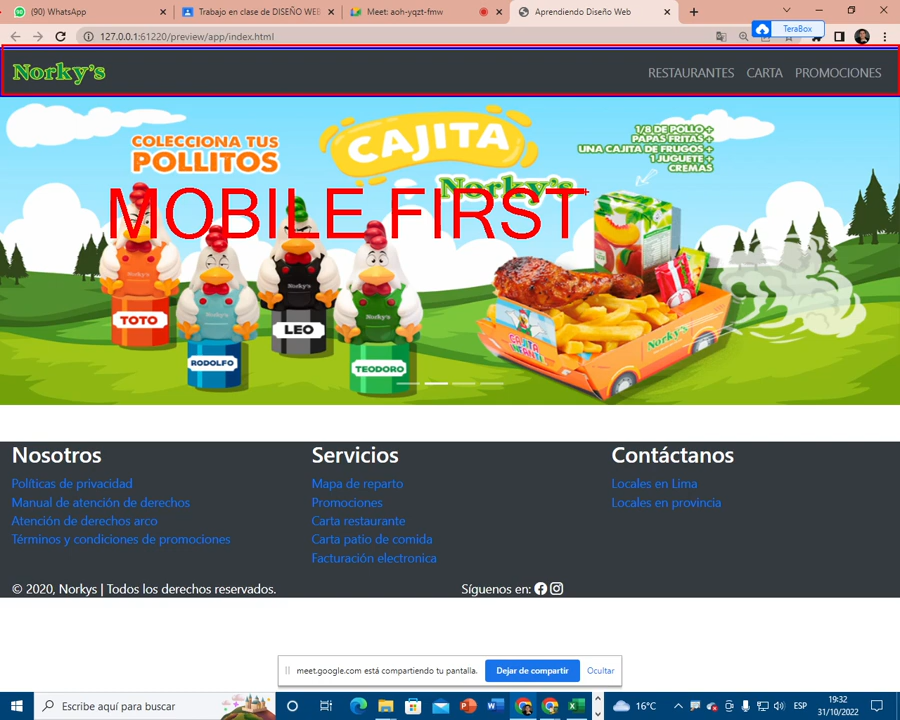 (90) WhatsApp
Trabajo en clase de DISEÑO WEB
Meet: aoh-yqzt-fmw
Aprendiendo Diseño Web
127.0.0.1:61220/preview/app/index.html
TeraBox
Norky's
RESTAURANTES CARTA PROMOCIONES
COLECCIONA TUS
POLLITOS
CAJITA
Norky's
1/8 DE POLLO +
PAPAS FRITAS +
UNA CAJITA DE FRUGOS +
1 JUGUETE +
CREMAS
MOBILE FIRST
TOTO
RODOLFO
LEO
TEODORO
CAJITA
INFANTE
Norky's
Nosotros
Políticas de privacidad
Manual de atención de derechos
Atención de derechos arco
Términos y condiciones de promociones
Servicios
Mapa de reparto
Promociones
Carta restaurante
Carta patio de comida
Facturación electronica
Contáctanos
Locales en Lima
Locales en provincia
© 2020, Norkys | Todos los derechos reservados.
Síguenos en:
meet.google.com está compartiendo tu pantalla.
Dejar de compartir
Ocultar
Escribe aquí para buscar
16°C
ESP
19:32
31/10/2022